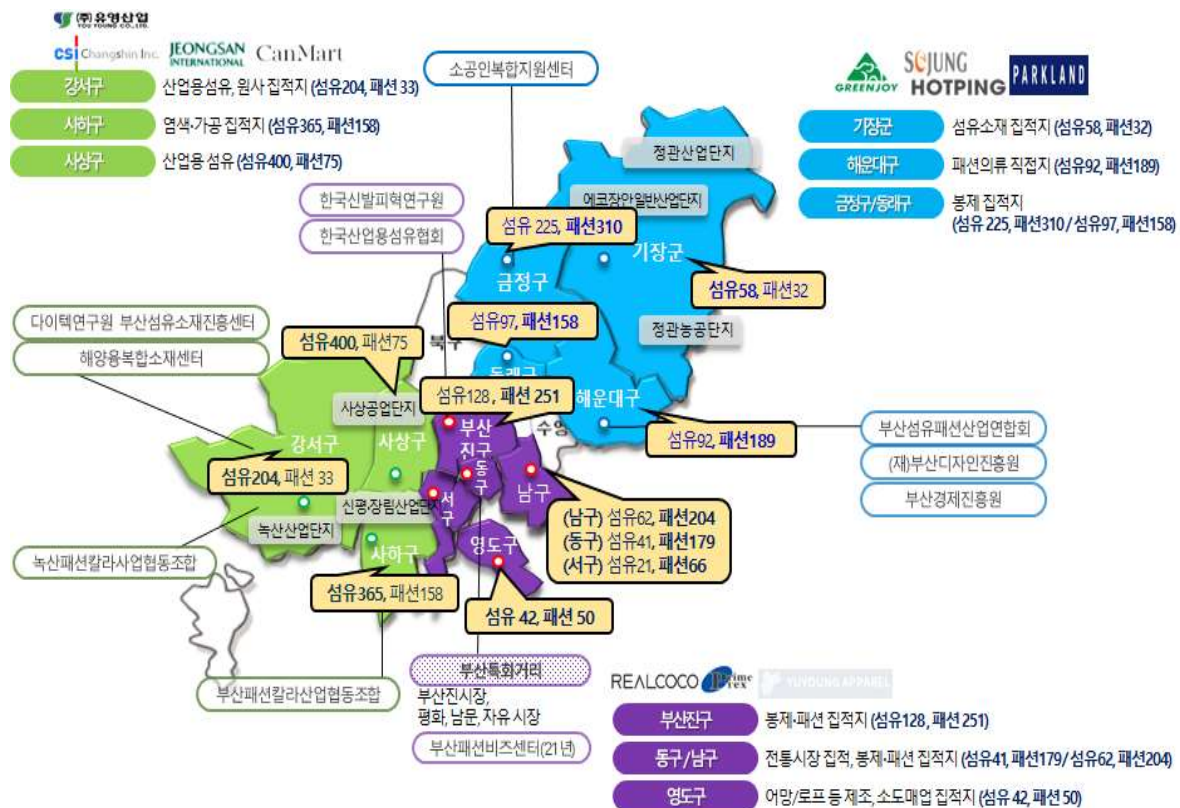 (주)유영산업
YOU YOUNG CO.,LTD.
CSI Changshin Inc.
JEONGSAN
INTERNATIONAL
CanMart
강서구 산업용섬유, 원사 집적지 (섬유204, 패션 33)
사하구 염색·가공 집적지 (섬유365, 패션158)
사상구 산업용 섬유 (섬유400, 패션75)
소공인복합지원센터
GREENJOY
SOJUNG
HOTPING
PARKLAND
기장군 섬유소재 집적지 (섬유58, 패션32)
해운대구 패션의류 직접지 (섬유92, 패션189)
금정구/동래구 봉제 집적지
(섬유 225, 패션310 / 섬유97, 패션158)
한국신발피혁연구원
한국산업용섬유협회
정관산업단지
에코장안일반산업단지
섬유 225, 패션310
금정구
기장군
섬유58, 패션32
정관농공단지
다이텍연구원 부산섬유소재진흥센터
해양융복합소재센터
섬유400, 패션75
북구
섬유97, 패션158
동래구
섬유128, 패션 251
해운대구
수영
섬유92, 패션189
사상공업단지
강서구
사상구
부산
진구
동구
서구
남구
섬유204, 패션 33
신평·장림산업단지
녹산산업단지
사하구
영도구
부산섬유패션산업연합회
(재)부산디자인진흥원
부산경제진흥원
(남구) 섬유62, 패션204
(동구) 섬유41, 패션179
(서구) 섬유21, 패션66
녹산패션칼라사업협동조합
섬유365, 패션158
섬유 42, 패션 50
부산패션칼라산업협동조합
부산특화거리
부산진시장,
평화, 남문, 자유 시장
부산패션비즈센터(21년)
REALCOCO
Prime
rex
YUYOUNG APPAREL
부산진구 봉제·패션 집적지 (섬유128, 패션 251)
동구/남구 전통시장 집적, 봉제·패션 집적지 (섬유41, 패션179/ 섬유62, 패션204)
영도구 어망/로프 등 제조, 소도매업 집적지 (섬유 42, 패션 50)